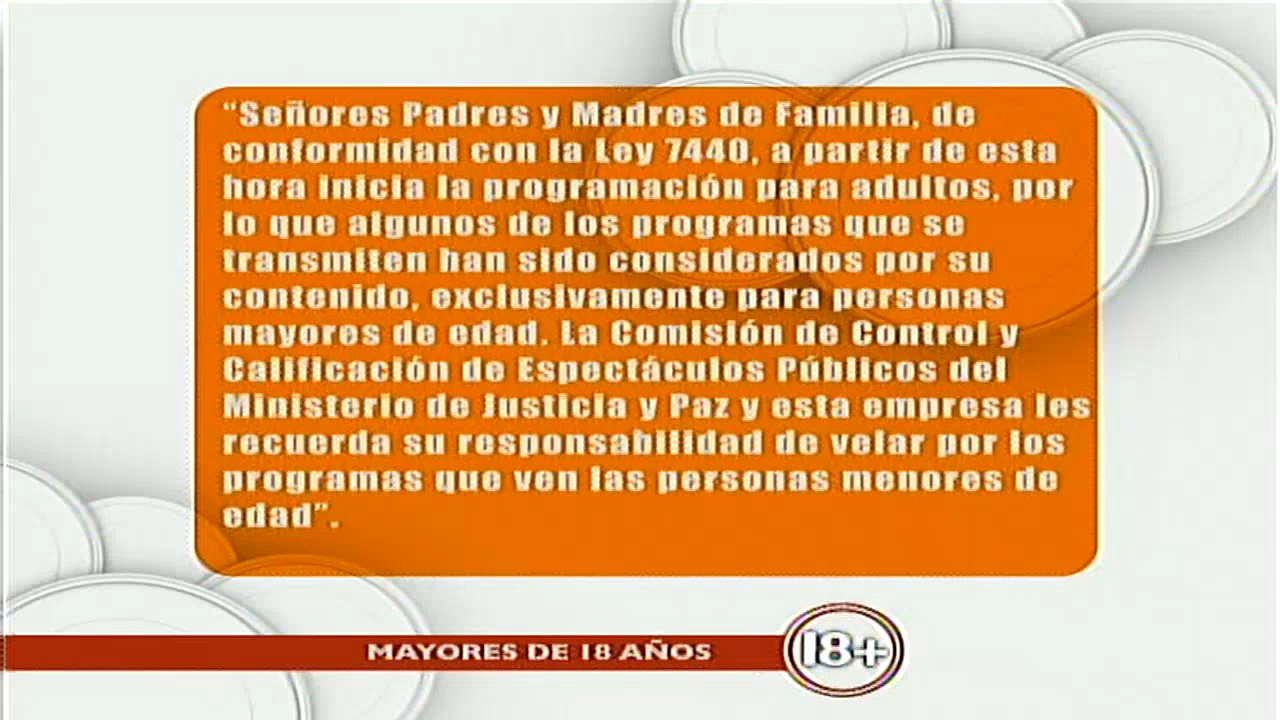 “Señores Padres y Madres de Familia, de
conformidad con la Ley 7440, a partir de esta
hora inicia la programación para adultos, por
lo que algunos de los programas que se
transmiten han sido considerados por su
contenido, exclusivamente para personas
mayores de edad. La Comisión de Control y
Calificación de Espectáculos Públicos del
Ministerio de Justicia y Paz y esta empresa les
recuerda su responsabilidad de velar por los
programas que ven las personas menores de
edad”.
MAYORES DE 18 AÑOS
18+